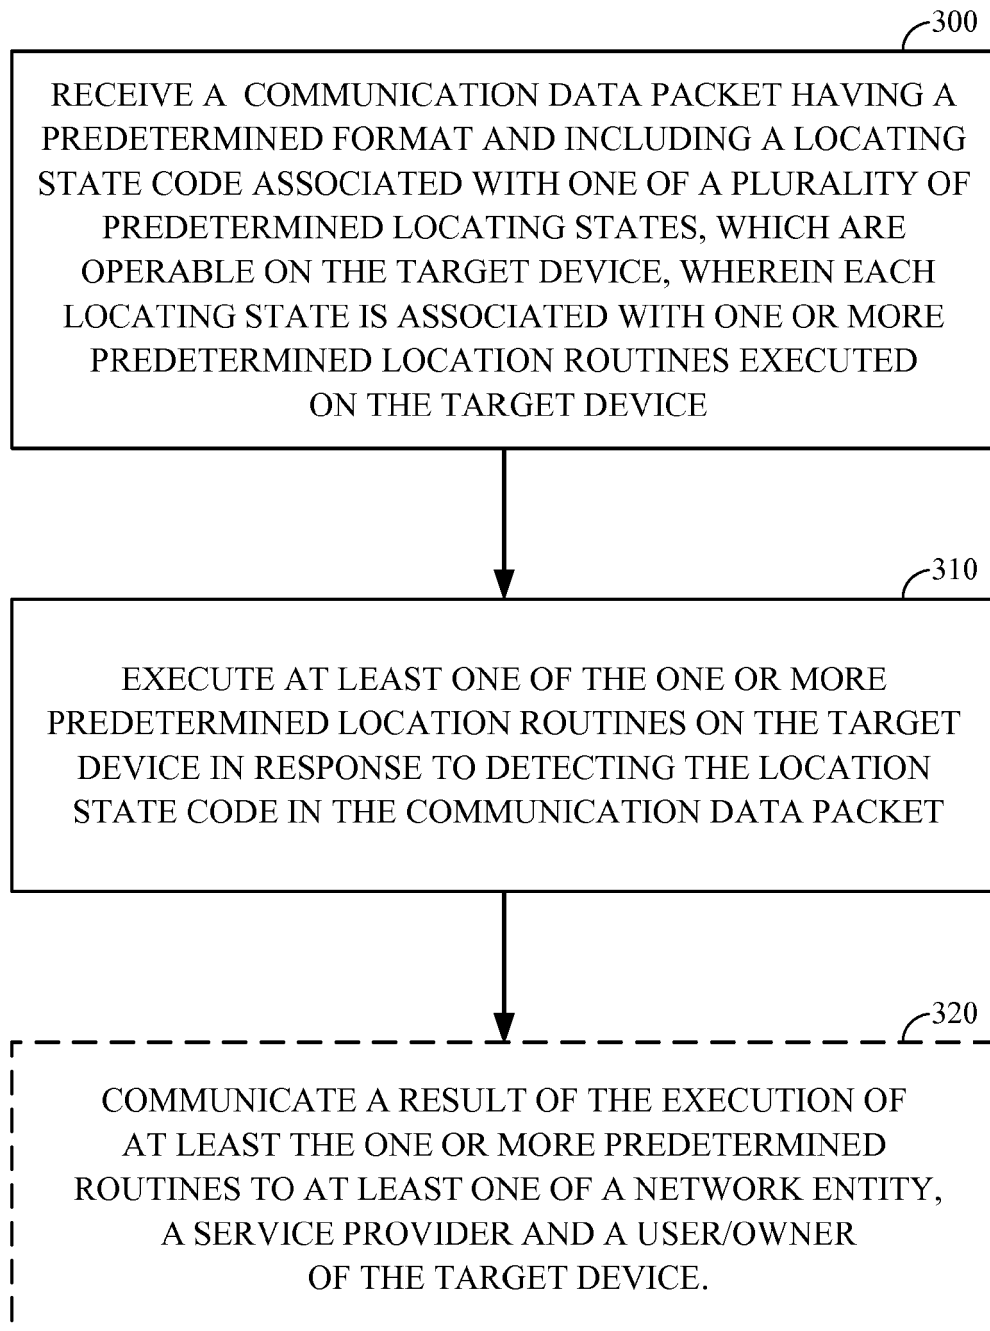 300
RECEIVE A COMMUNICATION DATA PACKET HAVING A
PREDETERMINED FORMAT AND INCLUDING A LOCATING
STATE CODE ASSOCIATED WITH ONE OF A PLURALITY OF
PREDETERMINED LOCATING STATES, WHICH ARE
OPERABLE ON THE TARGET DEVICE, WHEREIN EACH
LOCATING STATE IS ASSOCIATED WITH ONE OR MORE
PREDETERMINED LOCATION ROUTINES EXECUTED
ON THE TARGET DEVICE
310
EXECUTE AT LEAST ONE OF THE ONE OR MORE
PREDETERMINED LOCATION ROUTINES ON THE TARGET
DEVICE IN RESPONSE TO DETECTING THE LOCATION
STATE CODE IN THE COMMUNICATION DATA PACKET
320
COMMUNICATE A RESULT OF THE EXECUTION OF
AT LEAST THE ONE OR MORE PREDETERMINED
ROUTINES TO AT LEAST ONE OF A NETWORK ENTITY,
A SERVICE PROVIDER AND A USER/OWNER
OF THE TARGET DEVICE.